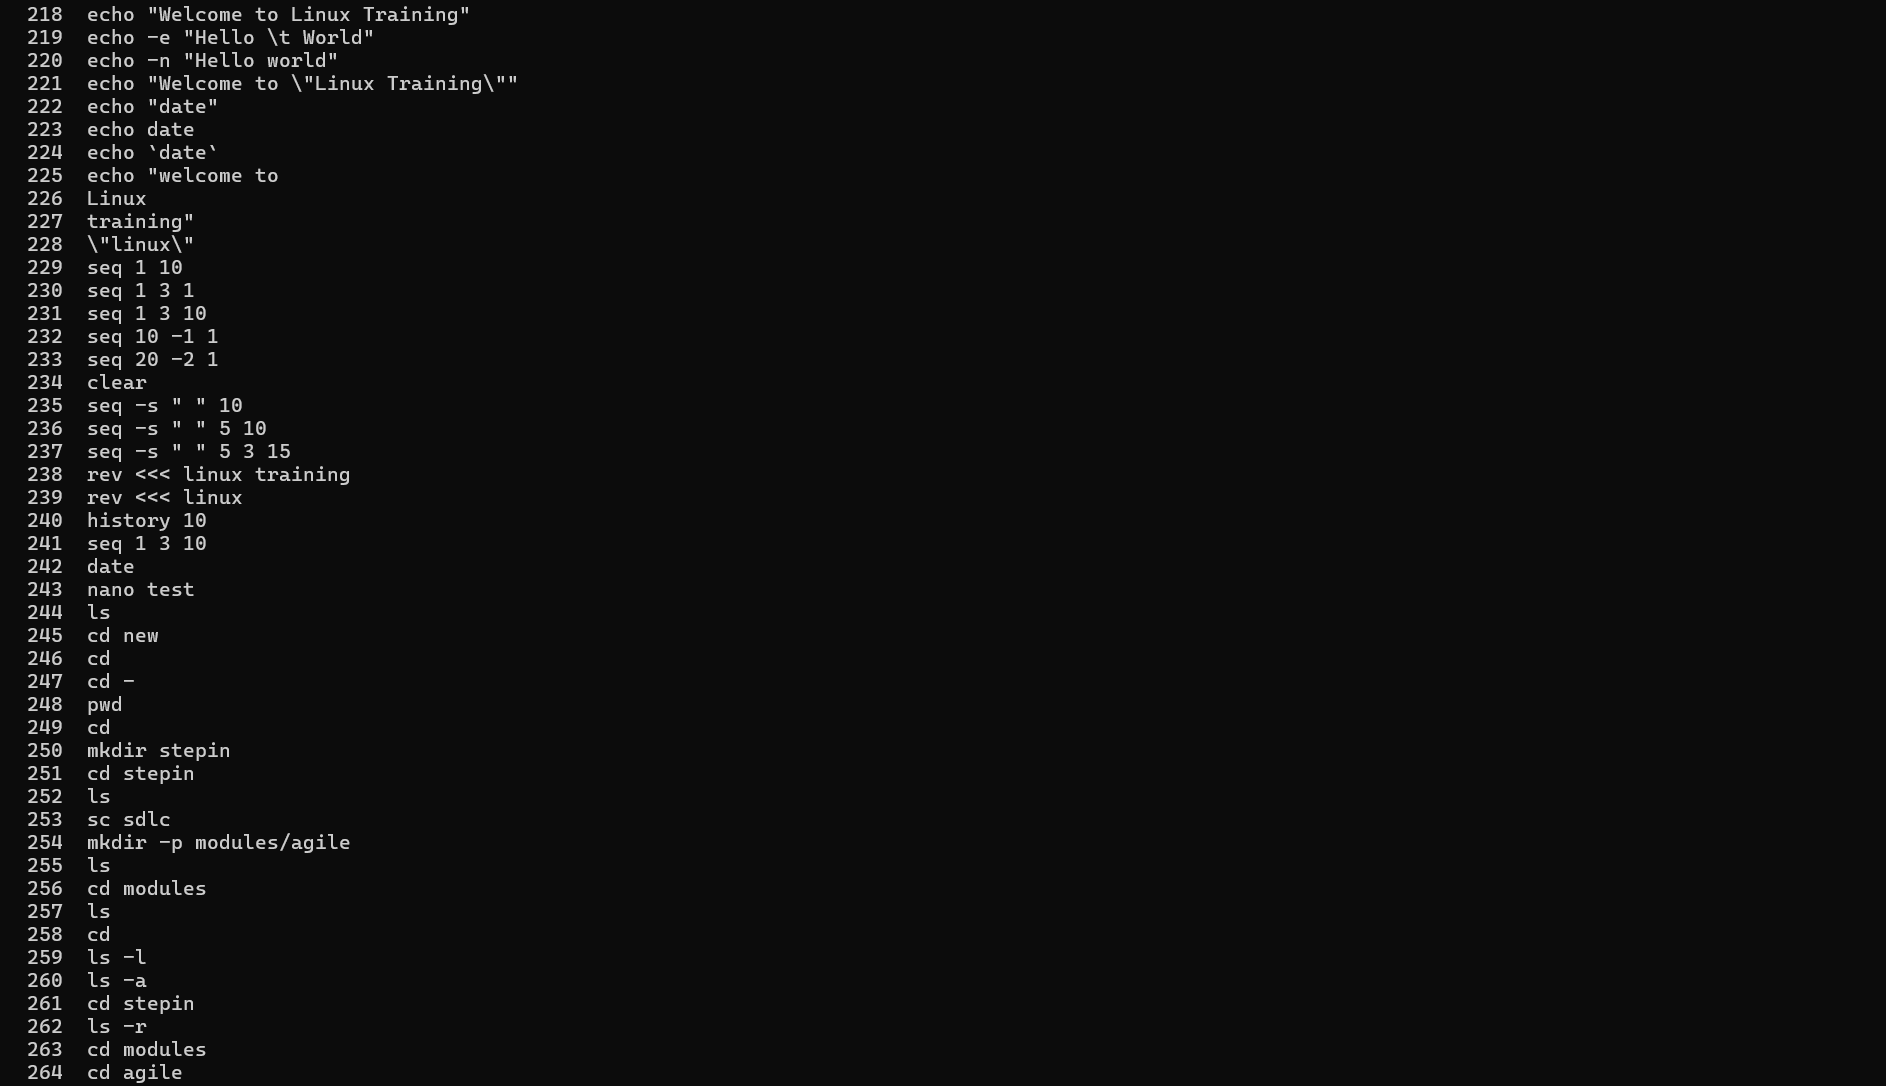 218  echo "Welcome to Linux Training"
219  echo -e "Hello \t World"
220  echo -n "Hello world"
221  echo "Welcome to \"Linux Training\""
222  echo "date"
223  echo date
224  echo `date`
225  echo "welcome to
226  Linux
227  training"
228  \"linux\"
229  seq 1 10
230  seq 1 3 1
231  seq 1 3 10
232  seq 10 -1 1
233  seq 20 -2 1
234  clear
235  seq -s " " 10
236  seq -s " " 5 10
237  seq -s " " 5 3 15
238  rev <<< linux training
239  rev <<< linux
240  history 10
241  seq 1 3 10
242  date
243  nano test
244  ls
245  cd new
246  cd
247  cd -
248  pwd
249  cd
250  mkdir stepin
251  cd stepin
252  ls
253  sc sdlc
254  mkdir -p modules/agile
255  ls
256  cd modules
257  ls
258  cd
259  ls -l
260  ls -a
261  cd stepin
262  ls -r
263  cd modules
264  cd agile